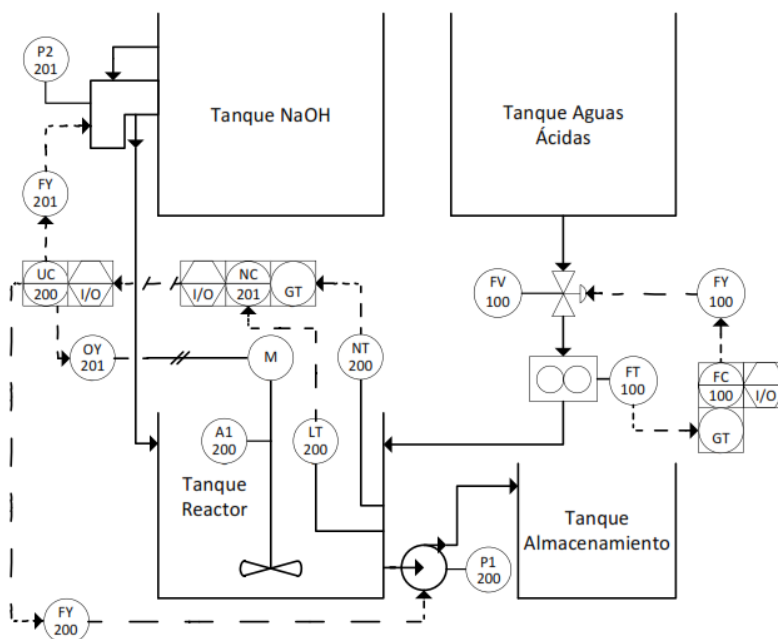 P2
201
Tanque NaOH
Tanque Aguas
Ácidas
FY
201
UC
200
I/O
I/O
NC
201
GT
FV
100
FY
100
OY
201
M
NT
200
FT
100
FC
100
I/O
GT
A1
200
LT
200
Tanque
Reactor
Tanque
Almacenamiento
P1
200
FY
200